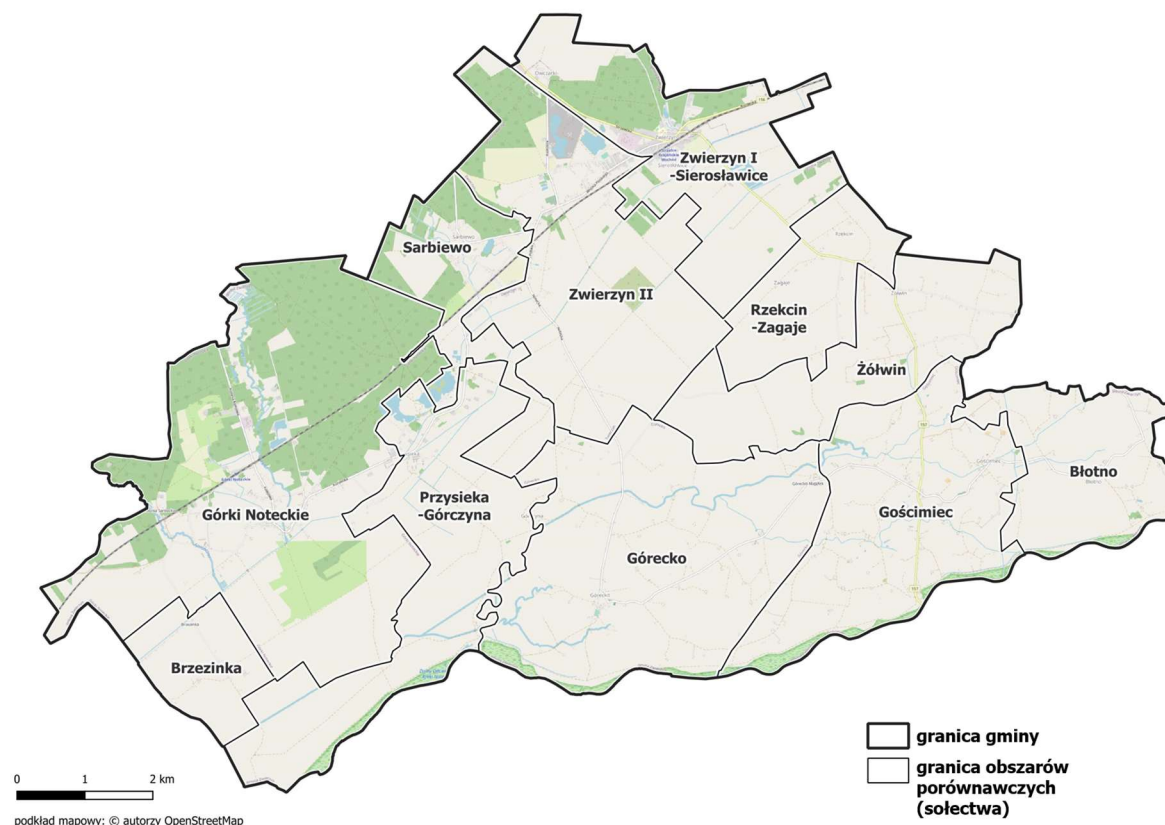 Zwierzyn I
-Sierosławice
Sarbiewo
Zwierzyn II
Rzekcin
-Zagaje
Żółwin
Błotno
Przysieka
-Górczyna
Górki Noteckie
Gościmiec
Górecko
Brzezinka
granica gminy
granica obszarów
porównawczych
(sołectwa)
0 1 2 km
podkład mapowy: © autorzy OpenStreetMap